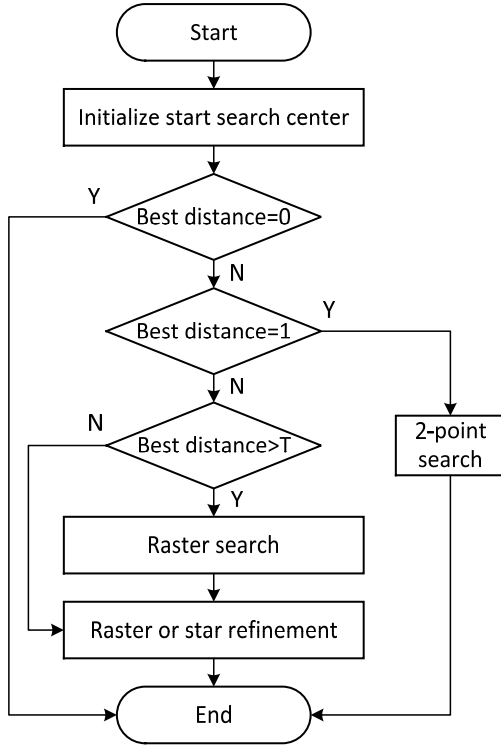 Start
Initialize start search center
Y
Best distance=0
N
Y
Best distance=1
N
N
Best distance>T
2-point
search
Y
Raster search
Raster or star refinement
End